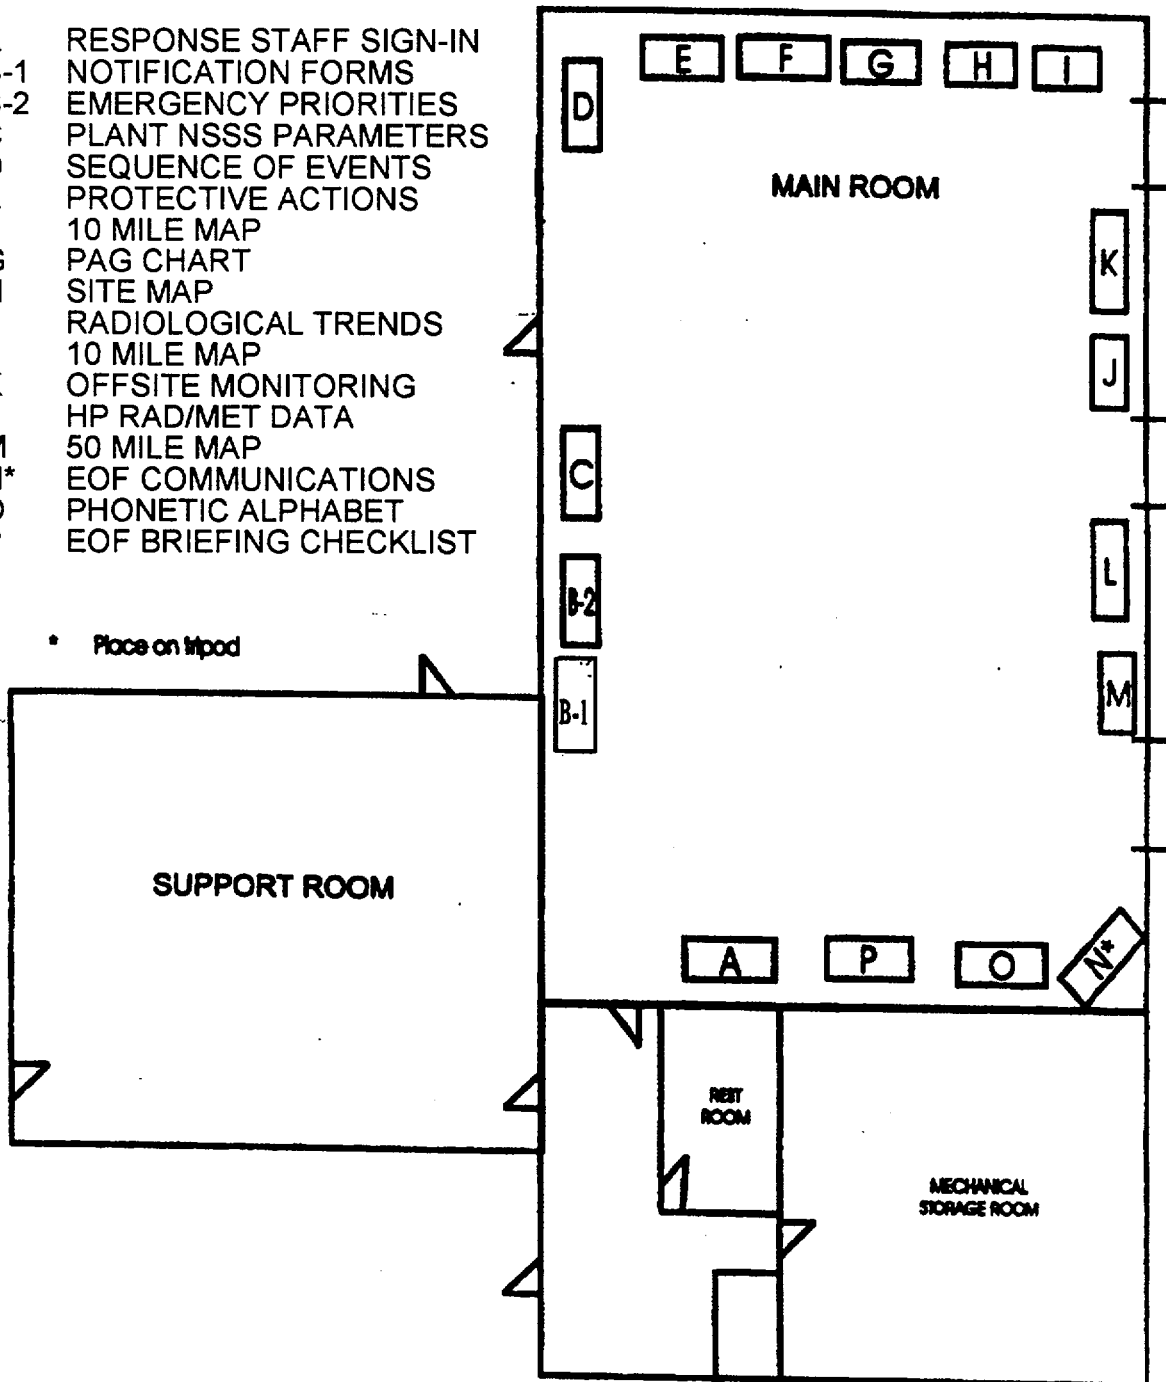 RESPONSE STAFF SIGN-IN
-1 NOTIFICATION FORMS
-2 EMERGENCY PRIORITIES
PLANT NSSS PARAMETERS
SEQUENCE OF EVENTS
PROTECTIVE ACTIONS
10 MILE MAP
PAG CHART
SITE MAP
RADIOLOGICAL TRENDS
10 MILE MAP
OFFSITE MONITORING
HP RAD/MET DATA
50 MILE MAP
* EOF COMMUNICATIONS
PHONETIC ALPHABET
EOF BRIEFING CHECKLIST
* Place on tripod
E F G H I
D
MAIN ROOM
K
J
C
L
B-2
M
B-1
SUPPORT ROOM
A P O N*
REST
ROOM
MECHANICAL
STORAGE ROOM